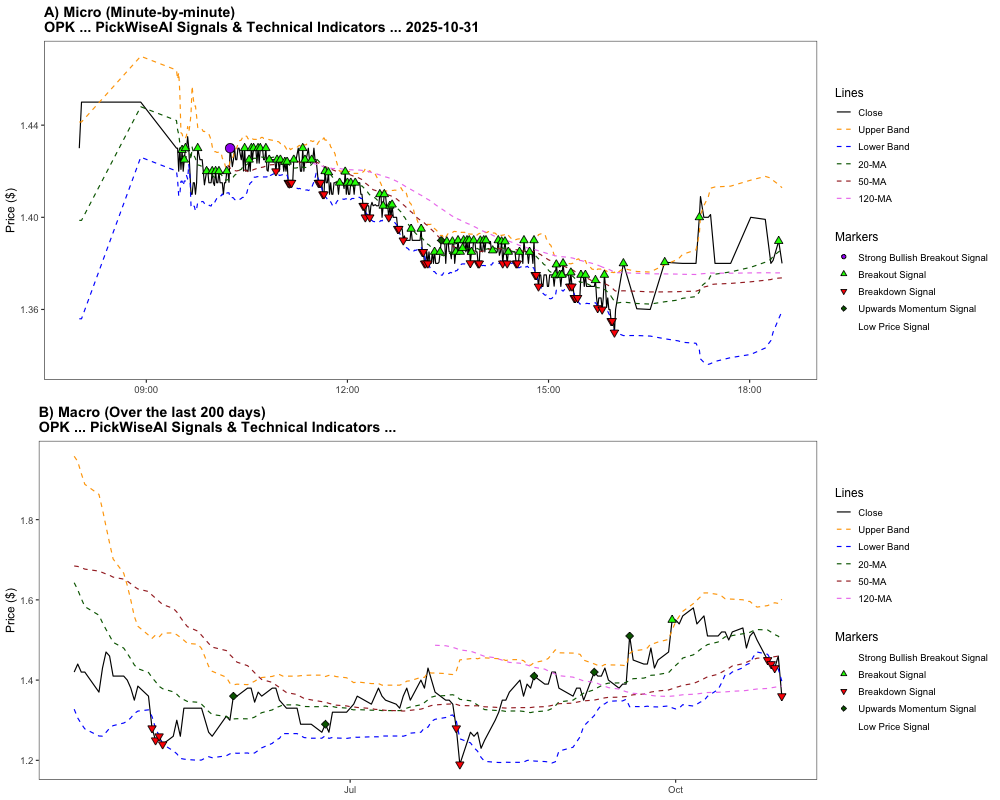 A) Micro (Minute-by-minute)
OPK ... PickWiseAI Signals & Technical Indicators ... 2025-10-31
Price ($)
1.44
1.40
1.36
09:00
12:00
15:00
18:00
Lines
Close
Upper Band
Lower Band
20-MA
50-MA
120-MA
Markers
Strong Bullish Breakout Signal
Breakout Signal
Breakdown Signal
Upwards Momentum Signal
Low Price Signal
B) Macro (Over the last 200 days)
OPK ... PickWiseAI Signals & Technical Indicators ...
Price ($)
1.8
1.6
1.4
1.2
Jul
Oct
Lines
Close
Upper Band
Lower Band
20-MA
50-MA
120-MA
Markers
Strong Bullish Breakout Signal
Breakout Signal
Breakdown Signal
Upwards Momentum Signal
Low Price Signal